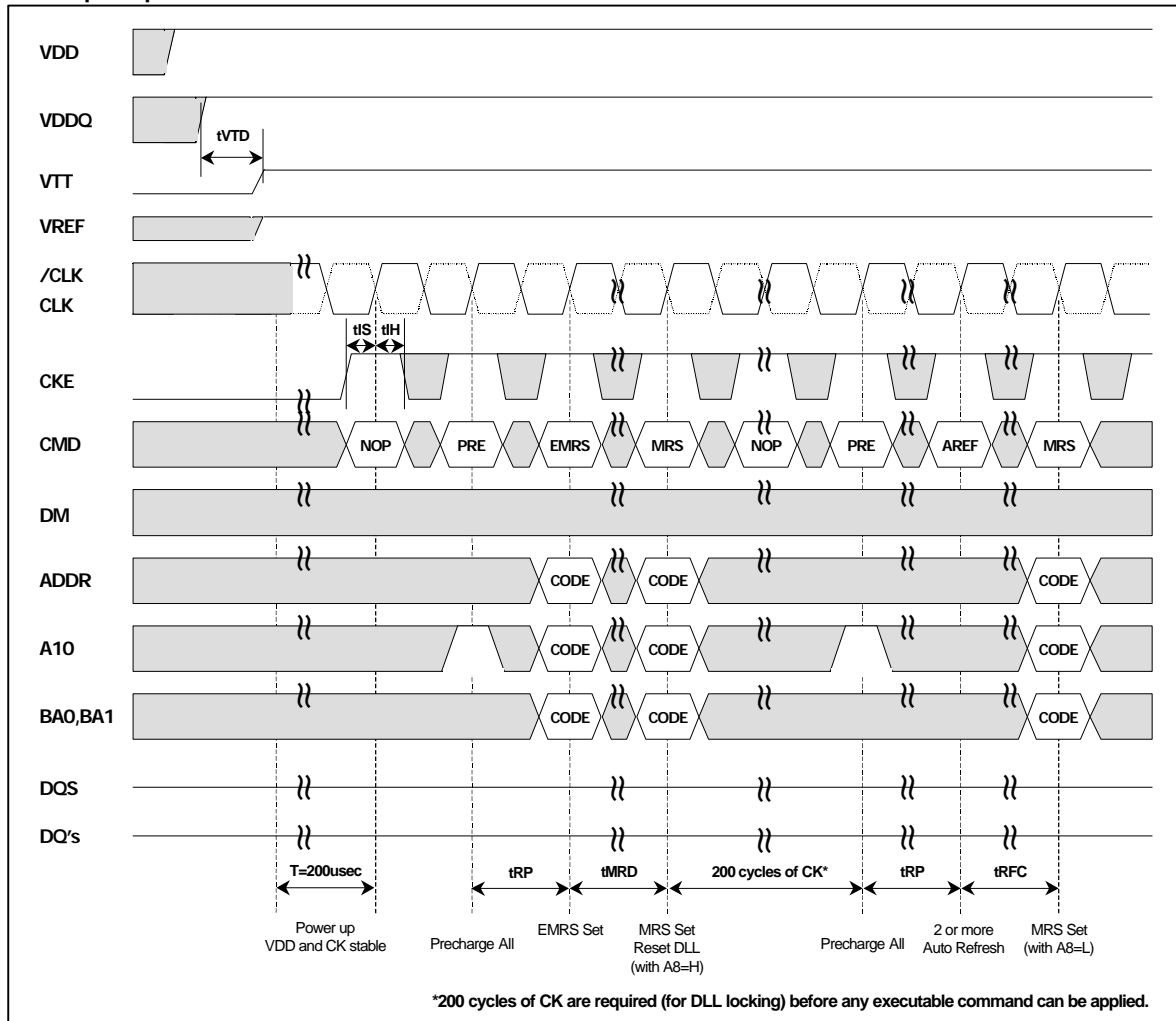 VDD
VDDQ
tVTD
VTT
VREF
/CLK
CLK
tIS tIH
CKE
CMD NOP PRE EMRS MRS NOP PRE AREF MRS
DM
ADDR CODE CODE CODE
A10 CODE CODE CODE
BA0,BA1 CODE CODE CODE
DQS
DQ's
T=200usec tRP tMRD 200 cycles of CK* tRP tRFC
Power up
VDD and CK stable
Precharge All
EMRS Set
MRS Set
Reset DLL
(with A8=H)
Precharge All
2 or more
Auto Refresh
MRS Set
(with A8=L)
*200 cycles of CK are required (for DLL locking) before any executable command can be applied.